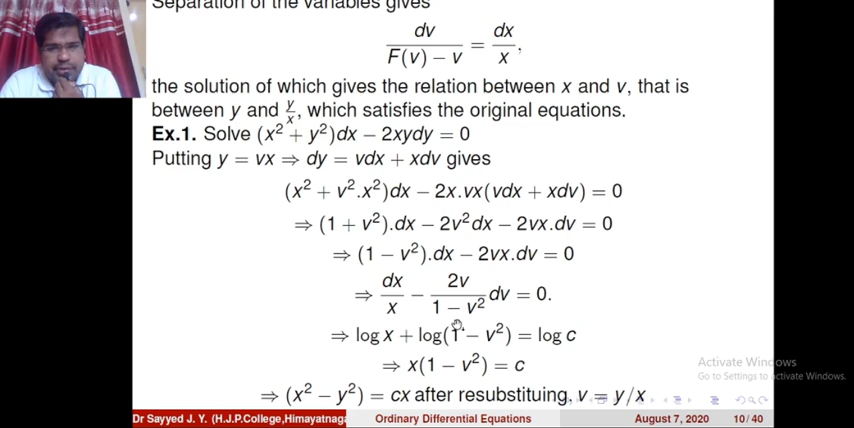 Separation of the variables gives
dv / (F(v) − v) = dx / x,
the solution of which gives the relation between x and v, that is
between y and y/x, which satisfies the original equations.
Ex.1. Solve (x² + y²)dx − 2xydy = 0
Putting y = vx ⇒ dy = vdx + xdv gives
(x² + v².x²)dx − 2x.vx(vdx + xdv) = 0
⇒ (1 + v²).dx − 2v²dx − 2vx.dv = 0
⇒ (1 − v²).dx − 2vx.dv = 0
⇒ dx/x − 2v/(1 − v²) dv = 0.
⇒ log x + log(1 − v²) = log c
⇒ x(1 − v²) = c
⇒ (x² − y²) = cx after resubstituing, v = y/x
Activate Windows
Go to Settings to activate Windows.
Dr Sayyed J. Y. (H.J.P.College,Himayatnaga Ordinary Differential Equations August 7, 2020 10 / 40